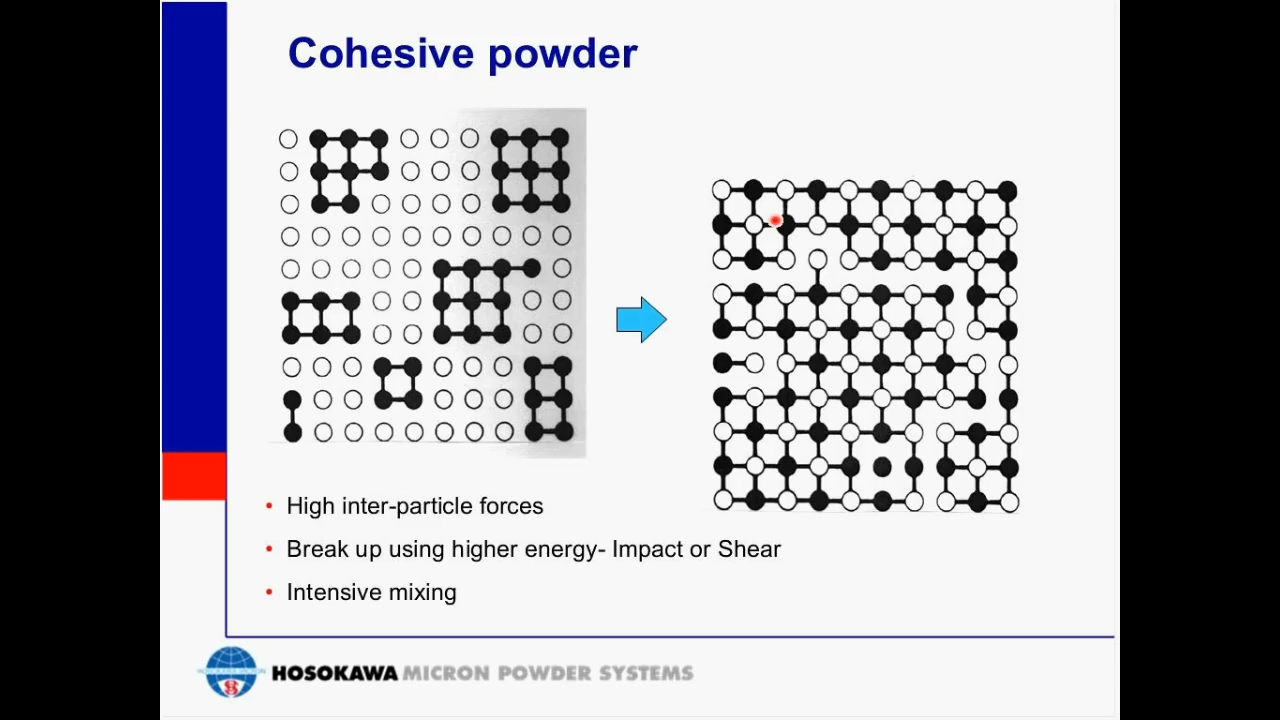 Cohesive powder
• High inter-particle forces
• Break up using higher energy- Impact or Shear
• Intensive mixing
HOSOKAWA MICRON POWDER SYSTEMS